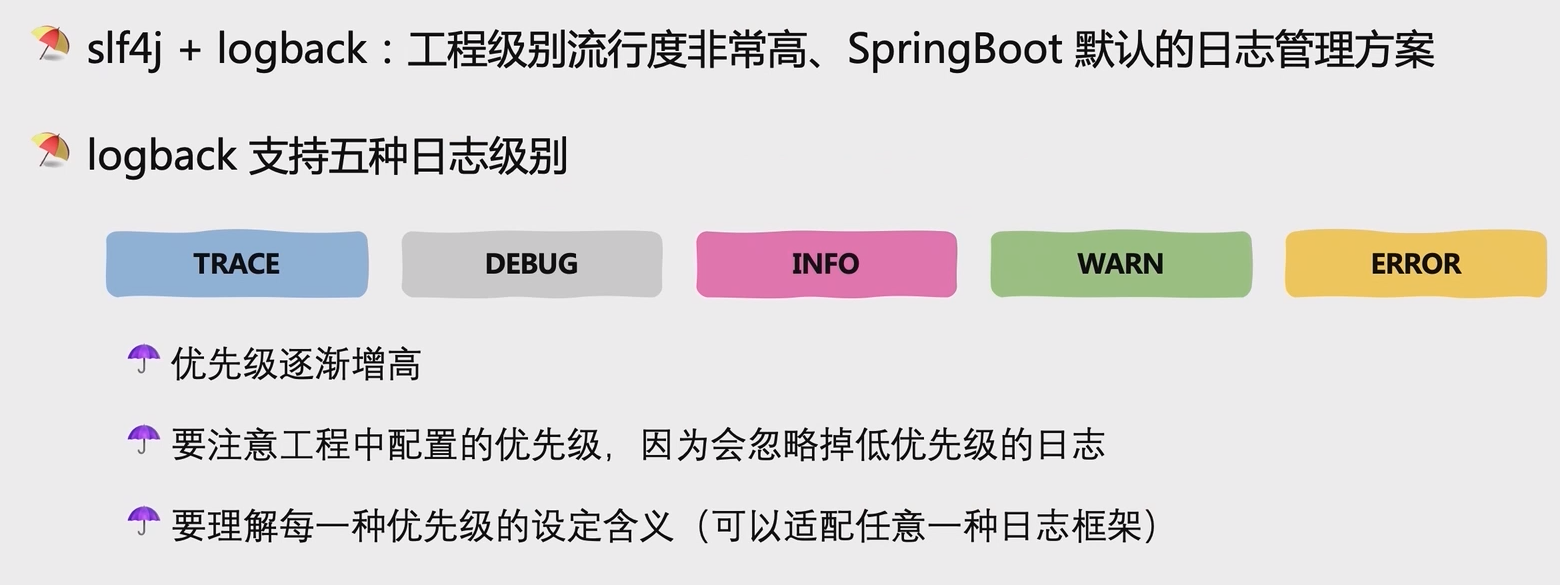 slf4j + logback：工程级别流行度非常高、SpringBoot 默认的日志管理方案
logback 支持五种日志级别
TRACE DEBUG INFO WARN ERROR
优先级逐渐增高
要注意工程中配置的优先级，因为会忽略掉低优先级的日志
要理解每一种优先级的设定含义（可以适配任意一种日志框架）